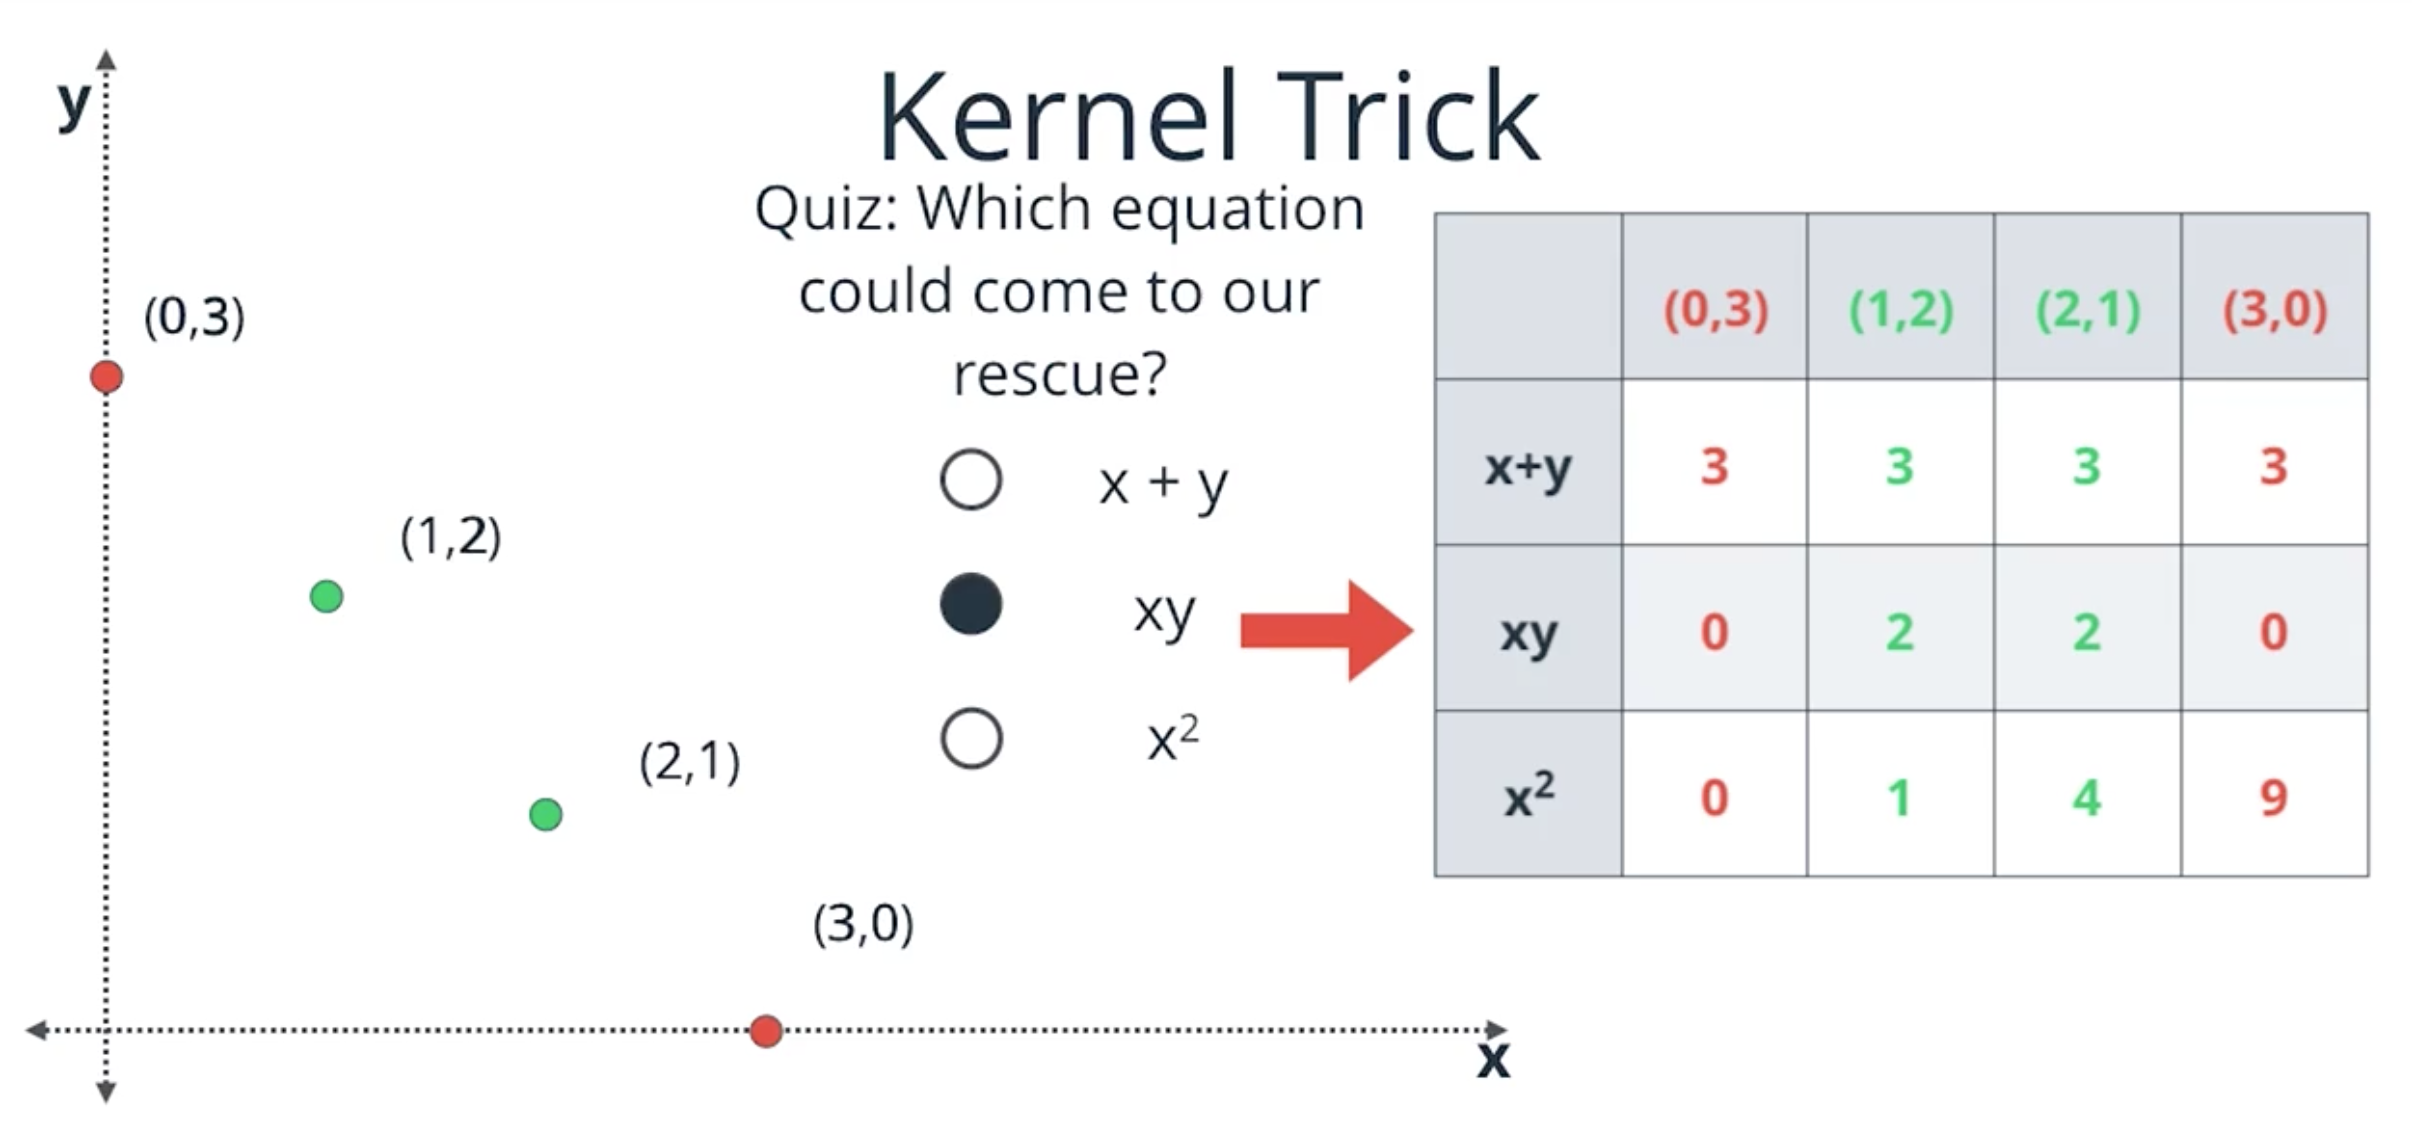 Kernel Trick
Quiz: Which equation
could come to our
rescue?
x + y
xy
x²
y
(0,3)
(1,2)
(2,1)
(3,0)
x
(0,3) (1,2) (2,1) (3,0)
x+y 3 3 3 3
xy 0 2 2 0
x² 0 1 4 9